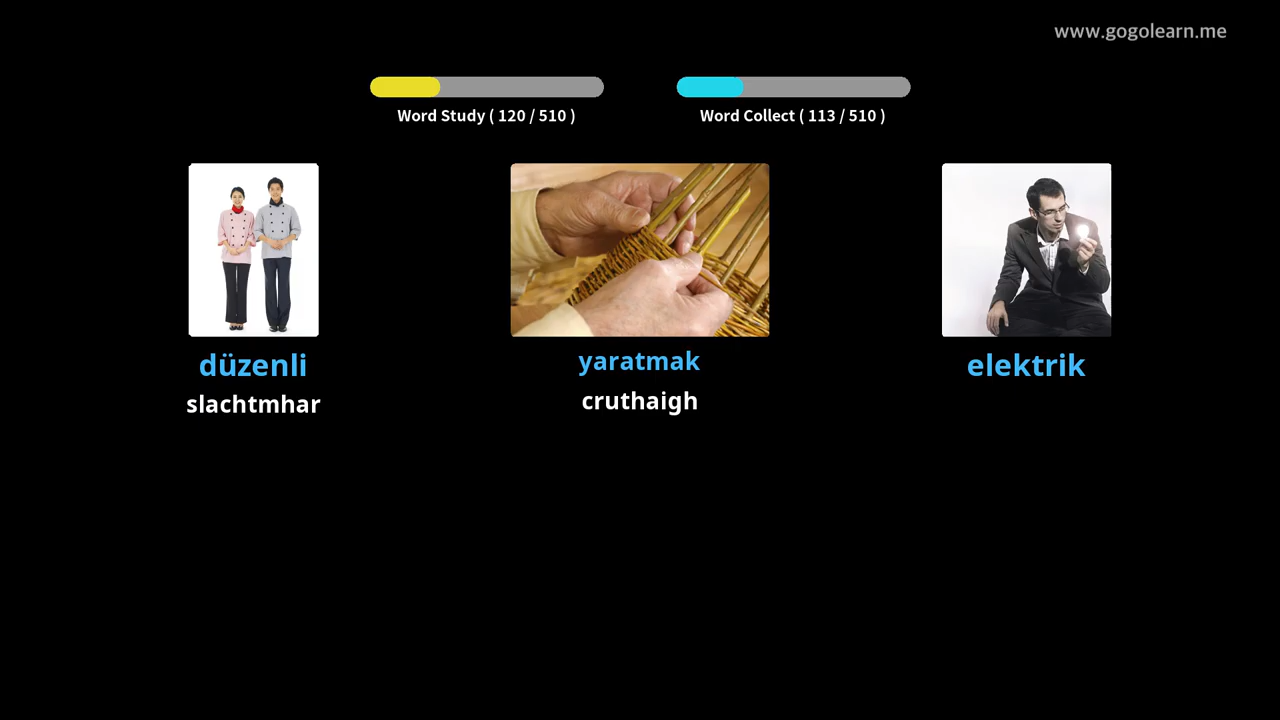 www.gogolearn.me
Word Study ( 120 / 510 )
Word Collect ( 113 / 510 )
düzenli
slachtmhar
yaratmak
cruthaigh
elektrik